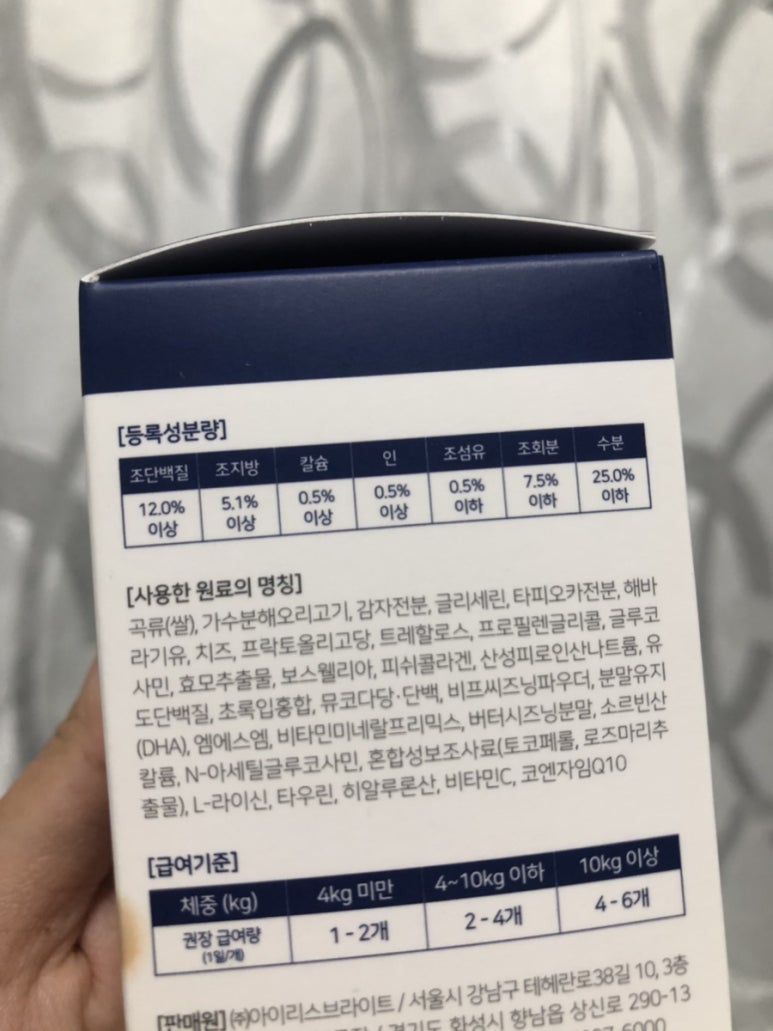 [등록성분량]
조단백질 조지방 칼슘 인 조섬유 조회분 수분
12.0% 이상 5.1% 이상 0.5% 이상 0.5% 이상 0.5% 이하 7.5% 이하 25.0% 이하
[사용한 원료의 명칭]
곡류(쌀), 가수분해오리고기, 감자전분, 글리세린, 타피오카전분, 해바
라기유, 치즈, 프락토올리고당, 트레할로스, 프로필렌글리콜, 글루코
사민, 효모추출물, 보스웰리아, 피쉬콜라겐, 산성피로인산나트륨, 유
도단백질, 초록입홍합, 뮤코다당·단백, 비프씨즈닝파우더, 분말유지
(DHA), 엠에스엠, 비타민미네랄프리믹스, 버터시즈닝분말, 소르빈산
칼륨, N-아세틸글루코사민, 혼합성보조사료(토코페롤, 로즈마리추
출물), L-라이신, 타우린, 히알루론산, 비타민C, 코엔자임Q10
[급여기준]
체중 (kg) 4kg 미만 4~10kg 이하 10kg 이상
권장 급여량 (1일/개) 1 - 2개 2 - 4개 4 - 6개
[판매원] ㈜아이리스브라이트 / 서울시 강남구 테헤란로38길 10, 3층
/ 경기도 화성시 향남읍 상신로 290-13